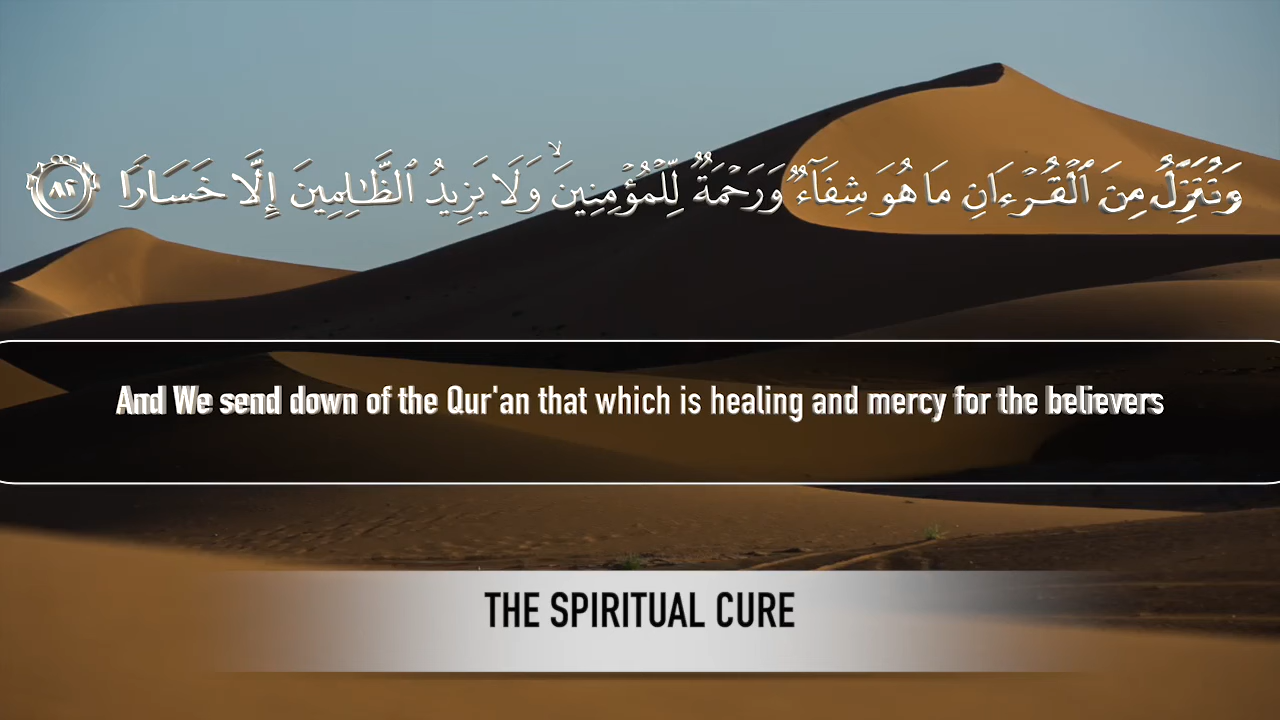 وَنُنَزِّلُ مِنَ ٱلۡقُرۡءَانِ مَا هُوَ شِفَآءٞ وَرَحۡمَةٞ لِّلۡمُؤۡمِنِينَ ۙ وَلَا يَزِيدُ ٱلظَّـٰلِمِينَ إِلَّا خَسَارٗا ٨٢
And We send down of the Qur'an that which is healing and mercy for the believers
THE SPIRITUAL CURE